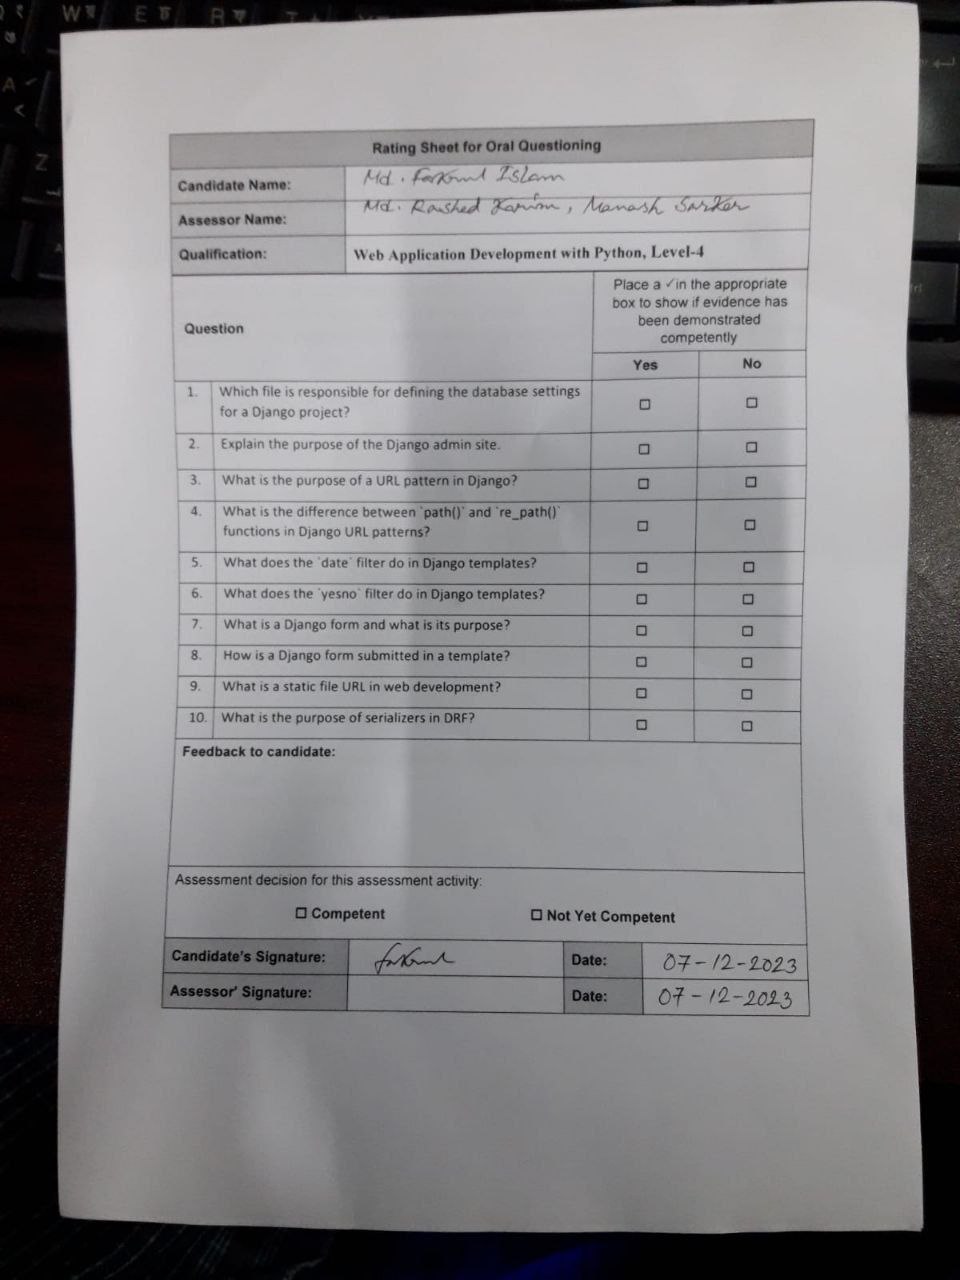 W
E
R
A
Z
Rating Sheet for Oral Questioning
Candidate Name: Md. Islam
Assessor Name: Md. Rashed Karim, Manash Sarker
Qualification: Web Application Development with Python, Level-4
Question
Place a ✓ in the appropriate
box to show if evidence has
been demonstrated
competently
Yes No
1. Which file is responsible for defining the database settings
for a Django project? ☐ ☐
2. Explain the purpose of the Django admin site. ☐ ☐
3. What is the purpose of a URL pattern in Django? ☐ ☐
4. What is the difference between `path()` and `re_path()`
functions in Django URL patterns? ☐ ☐
5. What does the `date` filter do in Django templates? ☐ ☐
6. What does the `yesno` filter do in Django templates? ☐ ☐
7. What is a Django form and what is its purpose? ☐ ☐
8. How is a Django form submitted in a template? ☐ ☐
9. What is a static file URL in web development? ☐ ☐
10. What is the purpose of serializers in DRF? ☐ ☐
Feedback to candidate:
Assessment decision for this assessment activity:
☐ Competent ☐ Not Yet Competent
Candidate's Signature: Date: 07-12-2023
Assessor' Signature: Date: 07-12-2023